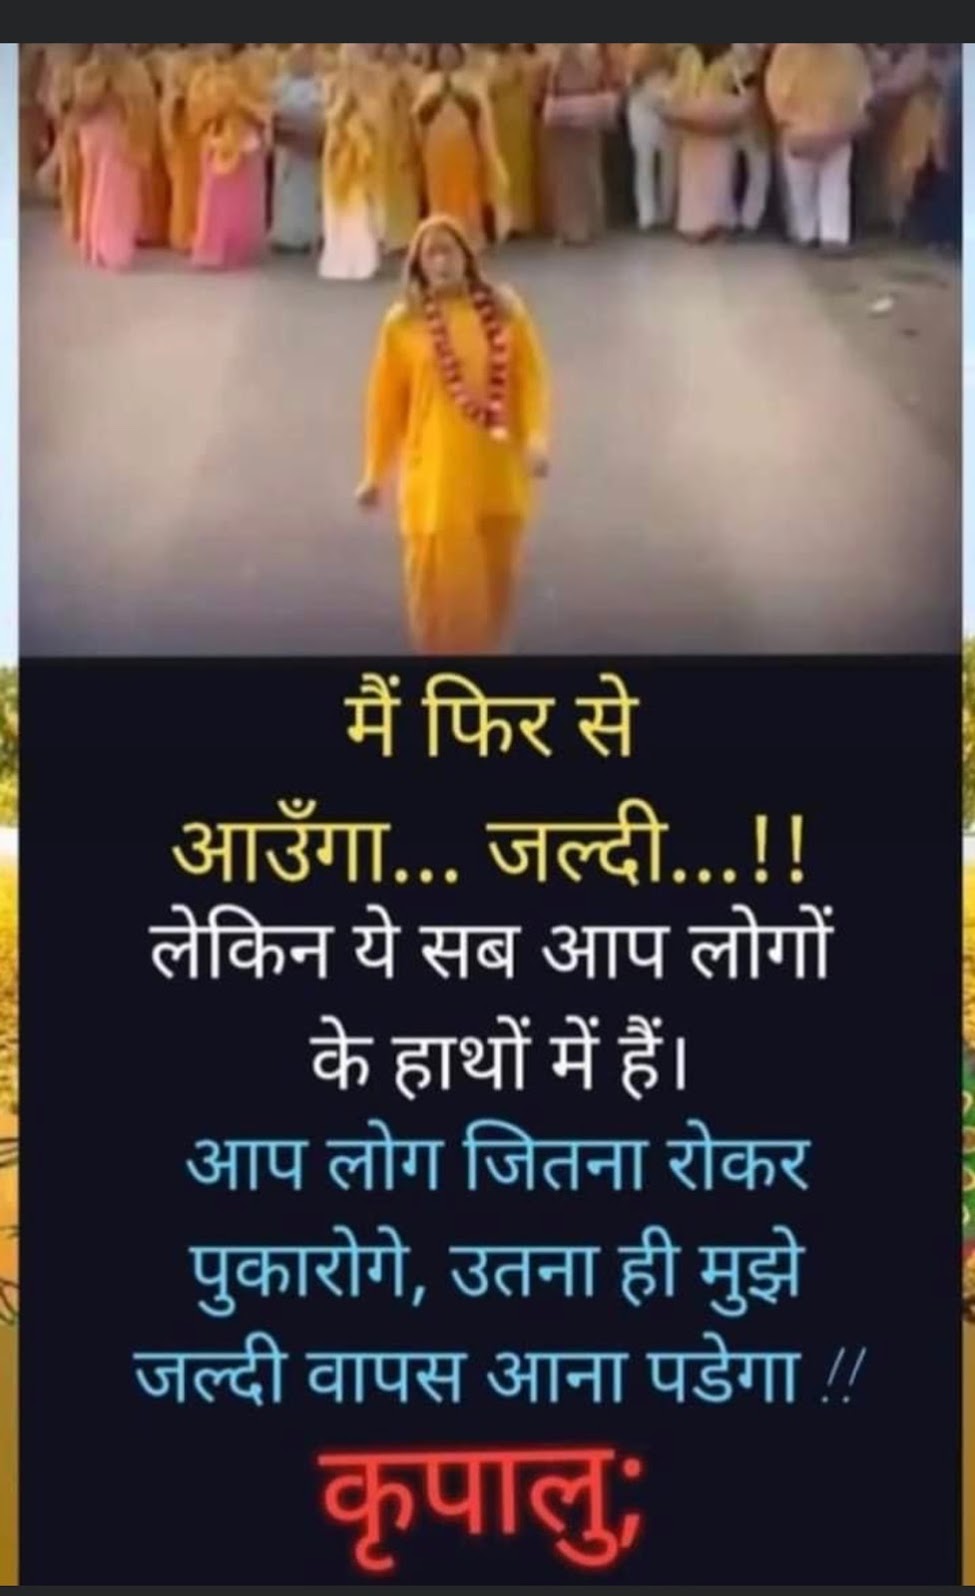 मैं फिर से
आउँगा... जल्दी...!!
लेकिन ये सब आप लोगों
के हाथों में हैं।
आप लोग जितना रोकर
पुकारोगे, उतना ही मुझे
जल्दी वापस आना पडेगा !!
कृपालु;